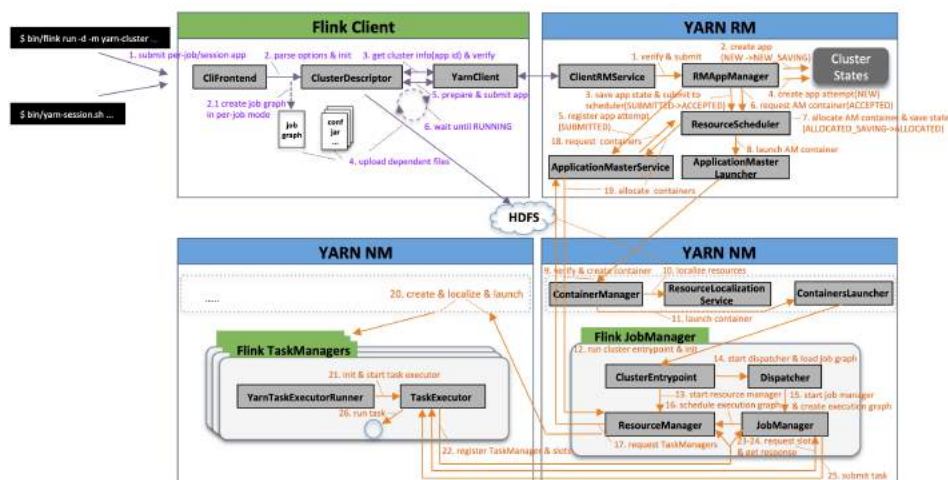 Flink Client
YARN RM
$ bin/flink run -d -m yarn-cluster ...
$ bin/yarn-session.sh ...
1. submit per-job/session app
2. parse options & init
3. get cluster info(app id) & verify
CliFrontend
ClusterDescriptor
YarnClient
2.1 create job graph
in per-job mode
5. prepare & submit app
6. wait until RUNNING
job
graph
conf
jar
...
4. upload dependent files
1. verify & submit
2. create app
(NEW ->NEW_SAVING)
ClientRMService
RMAppManager
Cluster
States
3. save app state & submit to
scheduler(SUBMITTED->ACCEPTED)
4. create app attempt(NEW)
6. request AM container(ACCEPTED)
5. register app attempt
(SUBMITTED)
ResourceScheduler
7. allocate AM container & save state
(ALLOCATED_SAVING->ALLOCATED)
18. request containers
8. launch AM container
ApplicationMasterService
ApplicationMaster
Launcher
19. allocate containers
HDFS
YARN NM
YARN NM
.....
20. create & localize & launch
9. verify & create container
10. localize resources
ContainerManager
ResourceLocalization
Service
ContainersLauncher
11. launch container
Flink TaskManagers
21. init & start task executor
YarnTaskExecutorRunner
TaskExecutor
26. run task
22. register TaskManager & slots
Flink JobManager
12. run cluster entrypoint & init
14. start dispatcher & load job graph
ClusterEntrypoint
Dispatcher
13. start resource manager
15. start job manager
16. schedule execution graph
& create execution graph
ResourceManager
JobManager
17. request TaskManagers
23-24. request slots
& get response
25. submit task